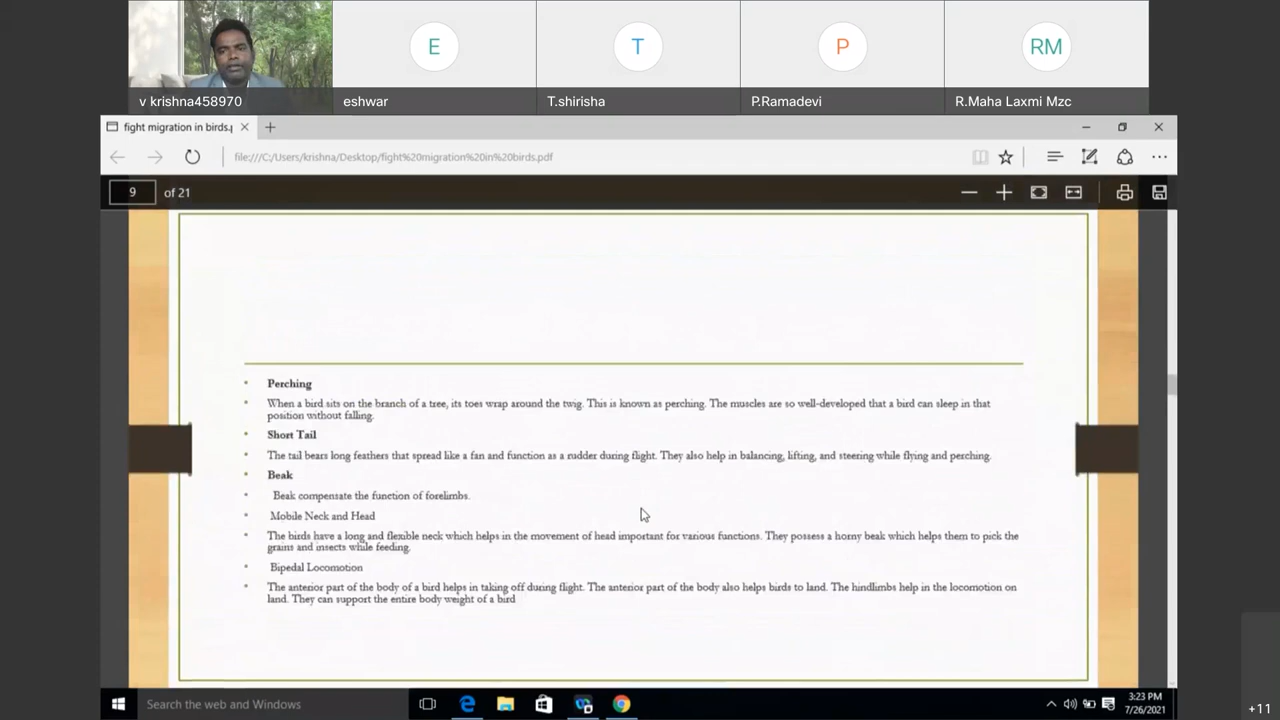 E
T
P
RM
v krishna458970
eshwar
T.shirisha
P.Ramadevi
R.Maha Laxmi Mzc
fight migration in birds.p
file:///C:/Users/krishna/Desktop/fight%20migration%20in%20birds.pdf
9 of 21
Perching
When a bird sits on the branch of a tree, its toes wrap around the twig. This is known as perching. The muscles are so well-developed that a bird can sleep in that
position without falling.
Short Tail
The tail bears long feathers that spread like a fan and function as a rudder during flight. They also help in balancing, lifting, and steering while flying and perching.
Beak
Beak compensate the function of forelimbs.
Mobile Neck and Head
The birds have a long and flexible neck which helps in the movement of head important for various functions. They possess a horny beak which helps them to pick the
grains and insects while feeding.
Bipedal Locomotion
The anterior part of the body of a bird helps in taking off during flight. The anterior part of the body also helps birds to land. The hindlimbs help in the locomotion on
land. They can support the entire body weight of a bird
Search the web and Windows
3:23 PM
7/26/2021
+11